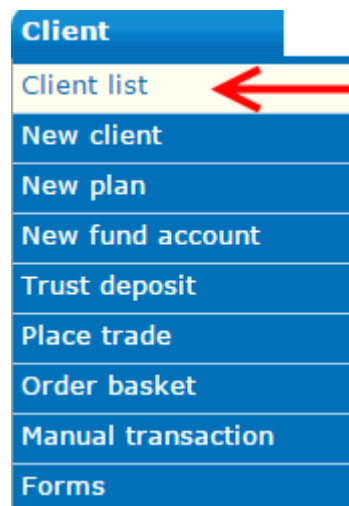 Client
Client list
New client
New plan
New fund account
Trust deposit
Place trade
Order basket
Manual transaction
Forms